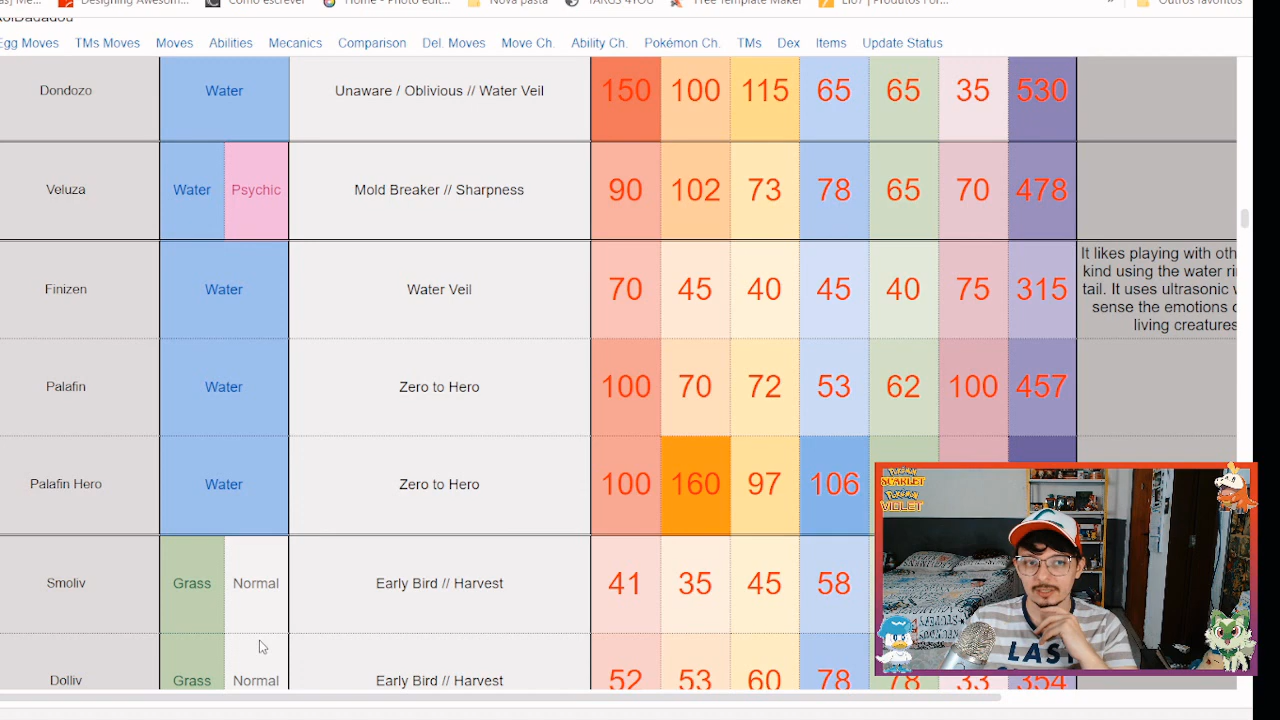 Designing Awesom...
Como escrever
Home - Photo edit...
Nova pasta
TARGS 4YOU
Free Template Maker
Outros favoritos
Egg Moves TMs Moves Moves Abilities Mecanics Comparison Del. Moves Move Ch. Ability Ch. Pokémon Ch. TMs Dex Items Update Status
Dondozo Water Unaware / Oblivious // Water Veil 150 100 115 65 65 35 530
Veluza Water Psychic Mold Breaker // Sharpness 90 102 73 78 65 70 478
Finizen Water Water Veil 70 45 40 45 40 75 315
It likes playing with oth
kind using the water ri
tail. It uses ultrasonic
sense the emotions
living creatures
Palafin Water Zero to Hero 100 70 72 53 62 100 457
Palafin Hero Water Zero to Hero 100 160 97 106
Smoliv Grass Normal Early Bird // Harvest 41 35 45 58
Dolliv Grass Normal Early Bird // Harvest 52 53 60 78 78 33 354
POKÉMON
SCARLET
POKÉMON
VIOLET
LAST